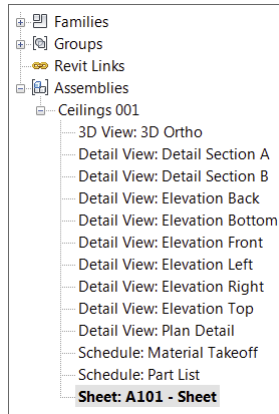 Families
Groups
Revit Links
Assemblies
Ceilings 001
3D View: 3D Ortho
Detail View: Detail Section A
Detail View: Detail Section B
Detail View: Elevation Back
Detail View: Elevation Bottom
Detail View: Elevation Front
Detail View: Elevation Left
Detail View: Elevation Right
Detail View: Elevation Top
Detail View: Plan Detail
Schedule: Material Takeoff
Schedule: Part List
Sheet: A101 - Sheet